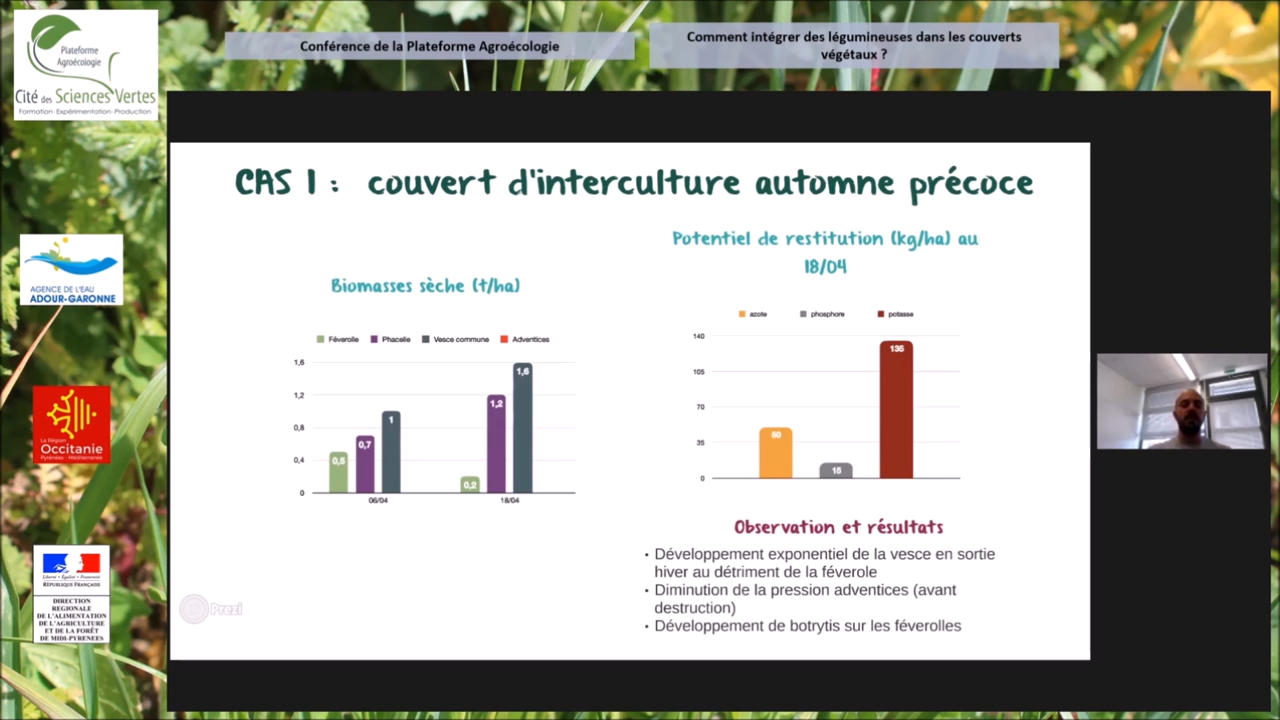 Plateforme
Agroécologie
Cité des Sciences Vertes
Formation - Expérimentation - Production
Conférence de la Plateforme Agroécologie
Comment intégrer des légumineuses dans les couverts
végétaux ?
AGENCE DE L'EAU
ADOUR-GARONNE
La Région
Occitanie
Pyrénées - Méditerranée
Liberté • Égalité • Fraternité
RÉPUBLIQUE FRANÇAISE
DIRECTION
REGIONALE
DE L'ALIMENTATION
DE L'AGRICULTURE
ET DE LA FORÊT
DE MIDI-PYRENEES
CAS 1 : couvert d'interculture automne précoce
Biomasses sèche (t/ha)
Féverolle Phacelie Vesce commune Adventices
1,6
1,2
0,8
0,4
0
0,5
0,7
1
0,2
1,2
1,6
06/04 18/04
Potentiel de restitution (kg/ha) au
18/04
azote phosphore potasse
140
105
70
35
0
50
15
135
Observation et résultats
• Développement exponentiel de la vesce en sortie
hiver au détriment de la féverole
• Diminution de la pression adventices (avant
destruction)
• Développement de botrytis sur les féverolles
Prezi